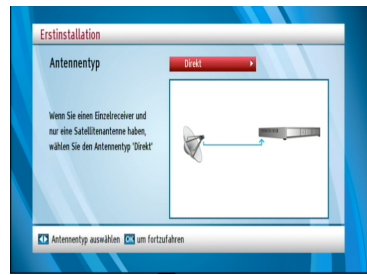 Erstinstallation
Antennentyp
Direkt
Wenn Sie einen Einzelreceiver und
nur eine Satellitenantenne haben,
wählen Sie den Antennentyp 'Direkt'
Antennentyp auswählen OK um fortzufahren